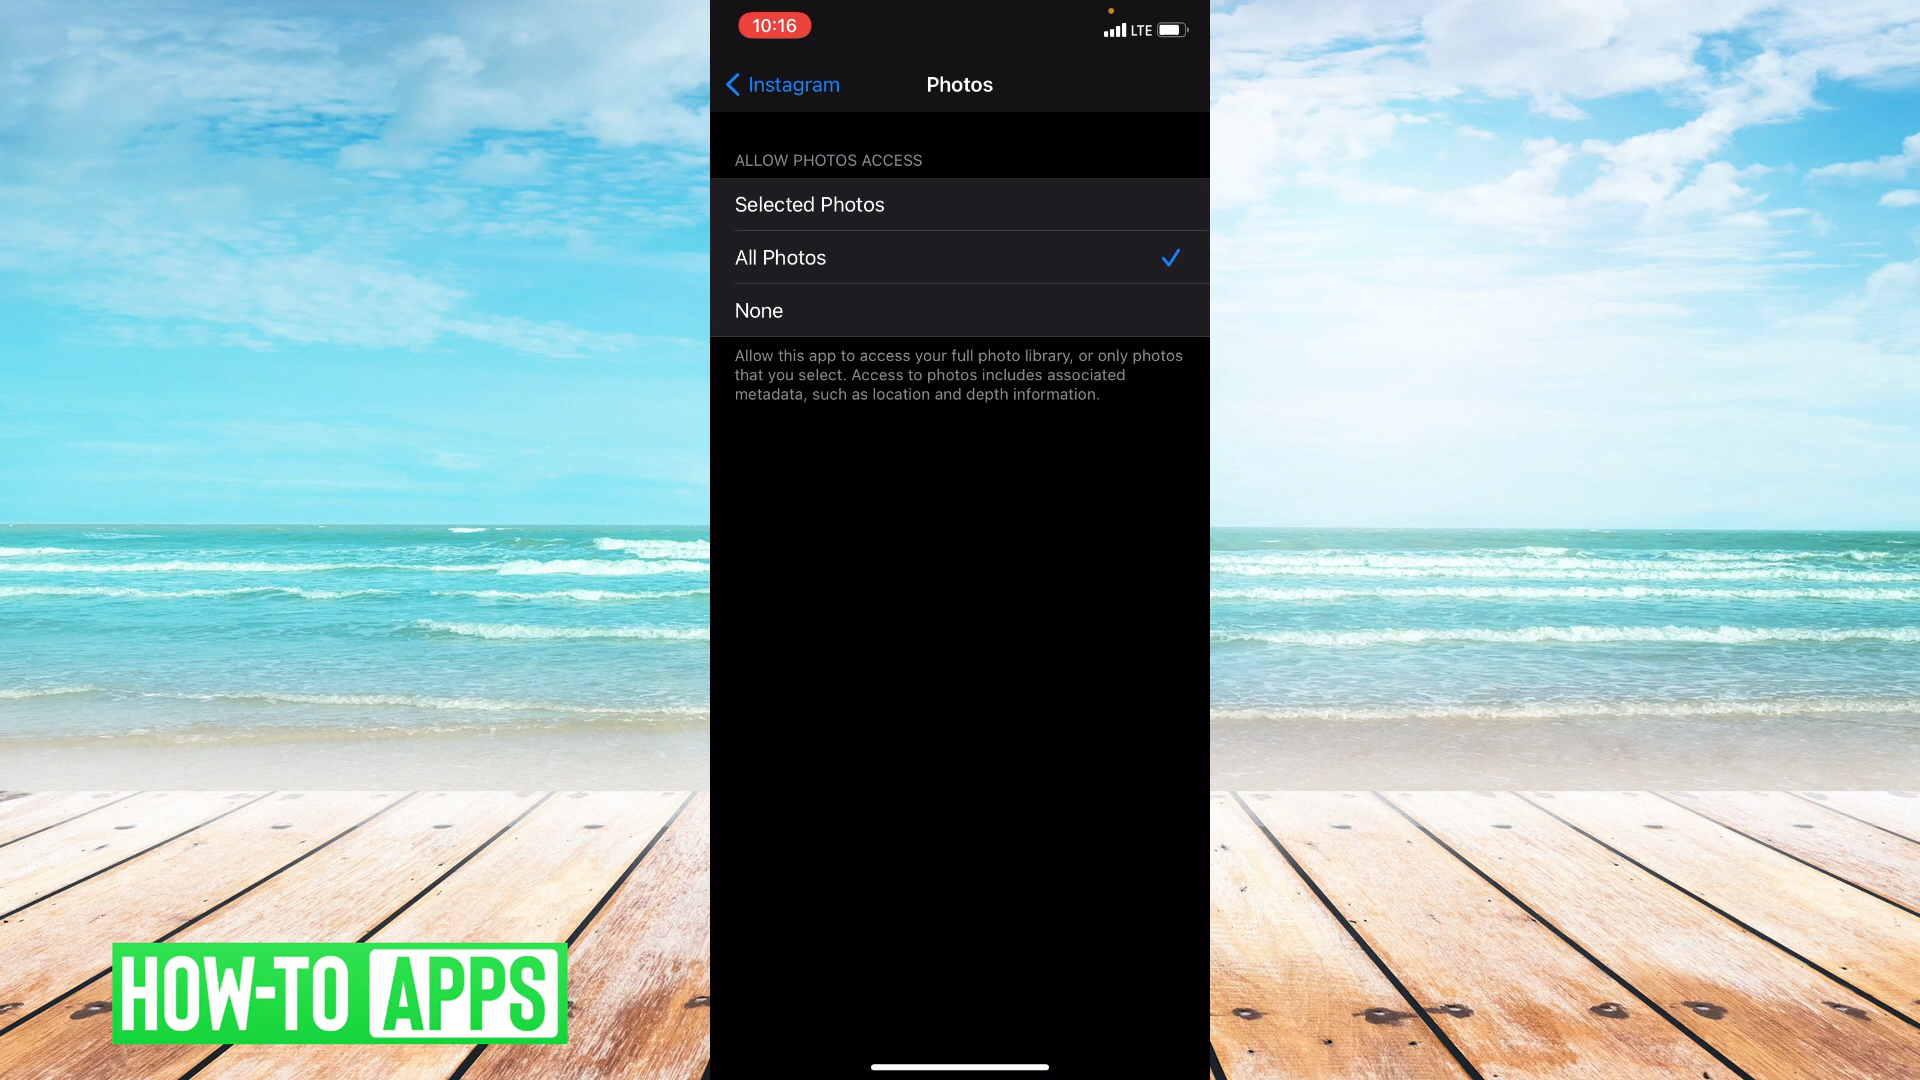 10:16
LTE
Instagram
Photos
ALLOW PHOTOS ACCESS
Selected Photos
All Photos
None
Allow this app to access your full photo library, or only photos
that you select. Access to photos includes associated
metadata, such as location and depth information.
HOW-TO APPS